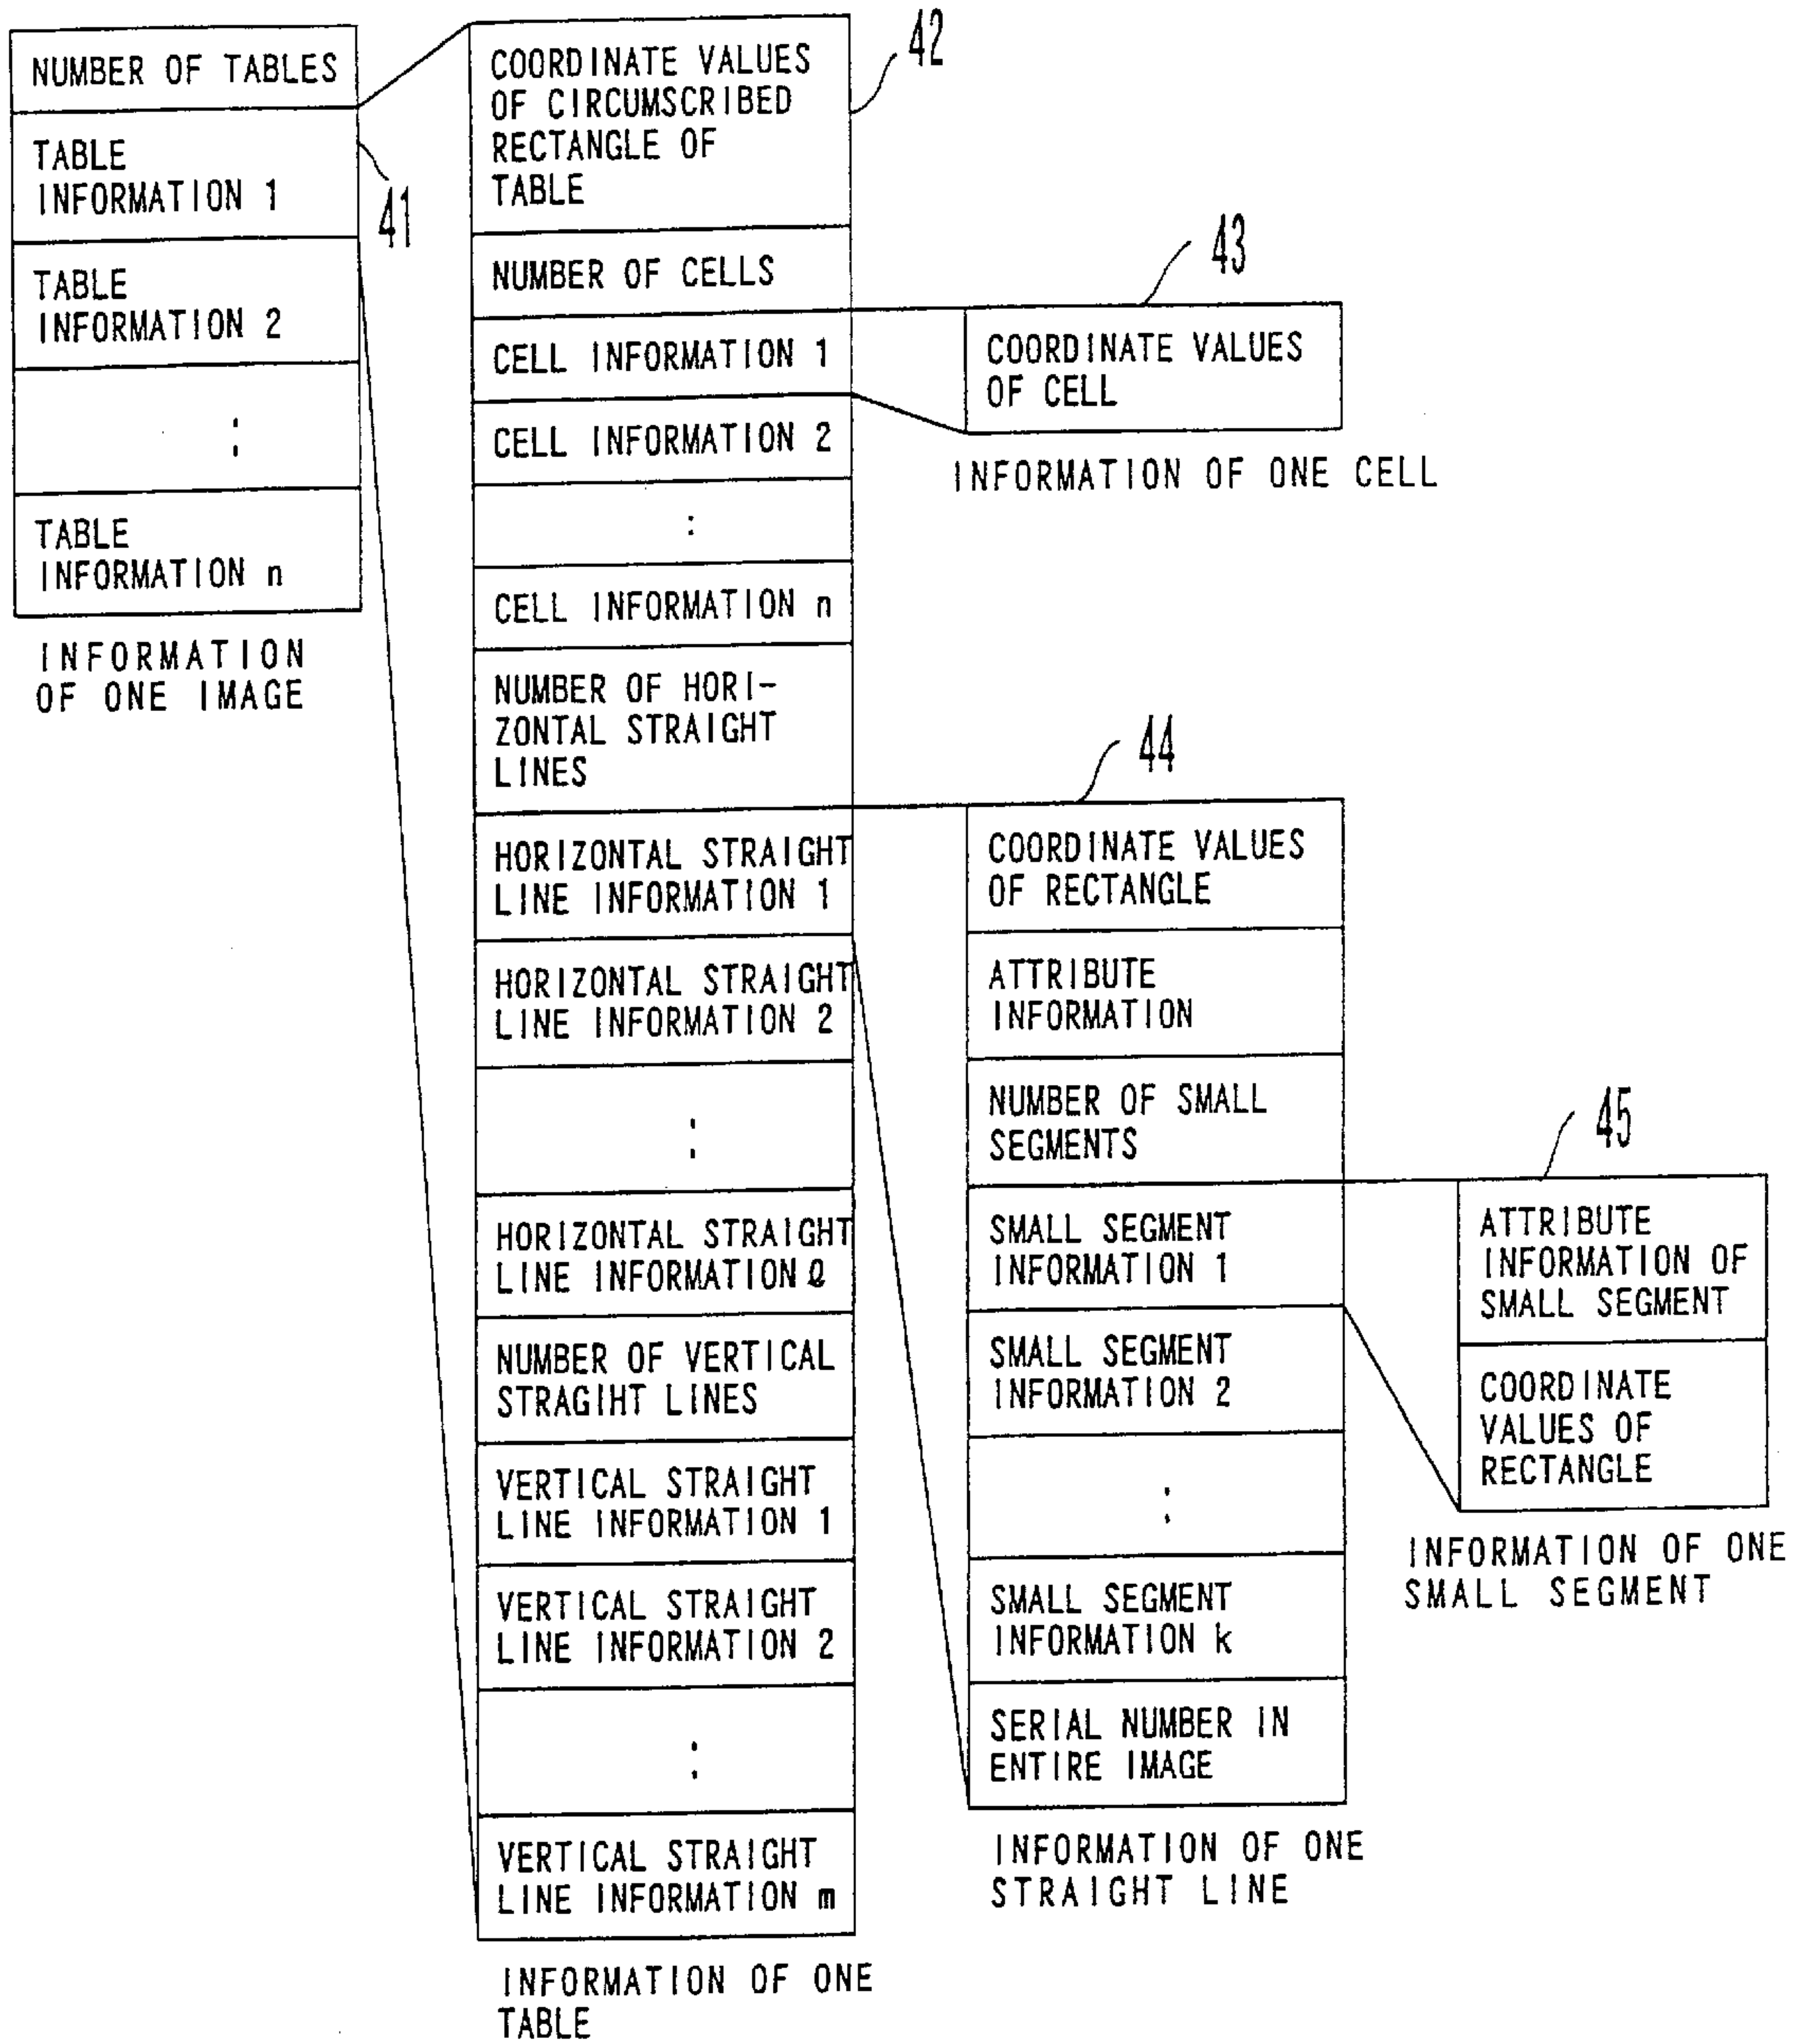 NUMBER OF TABLES
TABLE
INFORMATION 1
TABLE
INFORMATION 2
:
TABLE
INFORMATION n
INFORMATION
OF ONE IMAGE
41
42
COORDINATE VALUES
OF CIRCUMSCRIBED
RECTANGLE OF
TABLE
NUMBER OF CELLS
CELL INFORMATION 1
CELL INFORMATION 2
:
CELL INFORMATION n
NUMBER OF HORI-
ZONTAL STRAIGHT
LINES
HORIZONTAL STRAIGHT
LINE INFORMATION 1
HORIZONTAL STRAIGHT
LINE INFORMATION 2
:
HORIZONTAL STRAIGHT
LINE INFORMATION ℓ
NUMBER OF VERTICAL
STRAGIHT LINES
VERTICAL STRAIGHT
LINE INFORMATION 1
VERTICAL STRAIGHT
LINE INFORMATION 2
:
VERTICAL STRAIGHT
LINE INFORMATION m
INFORMATION OF ONE
TABLE
43
COORDINATE VALUES
OF CELL
INFORMATION OF ONE CELL
44
COORDINATE VALUES
OF RECTANGLE
ATTRIBUTE
INFORMATION
NUMBER OF SMALL
SEGMENTS
SMALL SEGMENT
INFORMATION 1
SMALL SEGMENT
INFORMATION 2
:
SMALL SEGMENT
INFORMATION k
SERIAL NUMBER IN
ENTIRE IMAGE
INFORMATION OF ONE
STRAIGHT LINE
45
ATTRIBUTE
INFORMATION OF
SMALL SEGMENT
COORDINATE
VALUES OF
RECTANGLE
INFORMATION OF ONE
SMALL SEGMENT